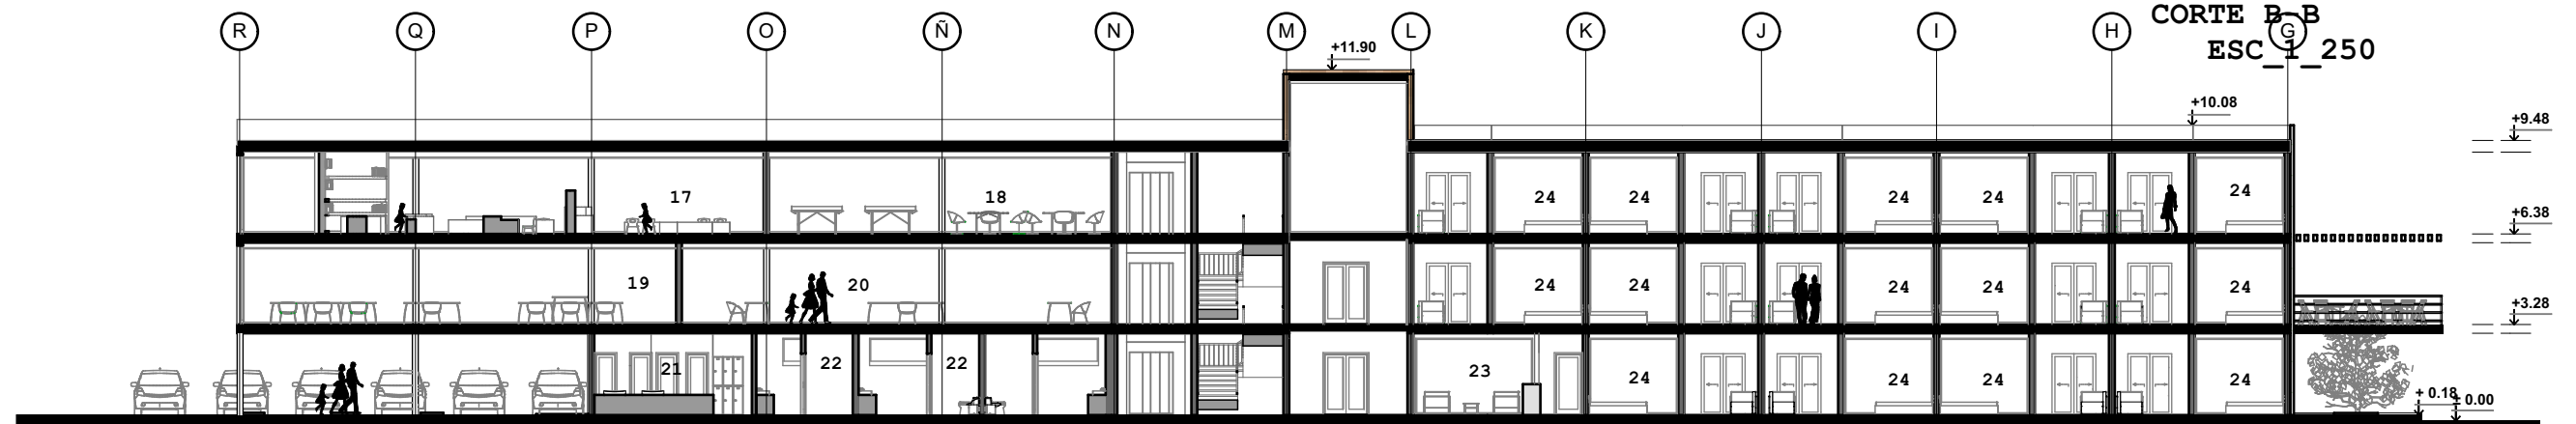 CORTE B-B
R Q P O Ñ N M L K J I H G
ESC_1_250
+11.90
+10.08
+9.48
17 18 24 24 24 24 24
+6.38
19 20 24 24 24 24 24
+3.28
21 22 22 23 24 24 24 24
+ 0.18
± 0.00